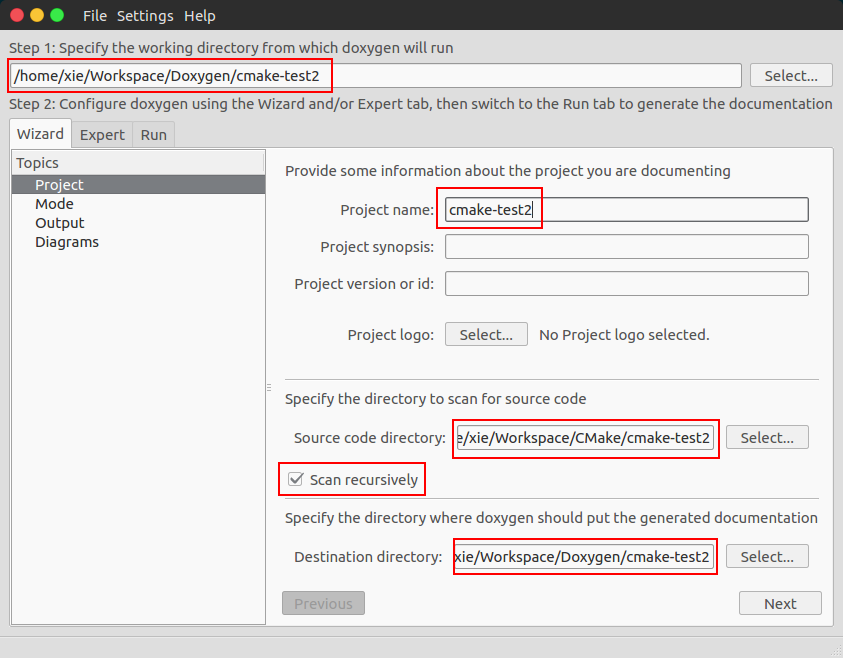 File Settings Help
Step 1: Specify the working directory from which doxygen will run
/home/xie/Workspace/Doxygen/cmake-test2 Select...
Step 2: Configure doxygen using the Wizard and/or Expert tab, then switch to the Run tab to generate the documentation
Wizard Expert Run
Topics
Project
Mode
Output
Diagrams
Provide some information about the project you are documenting
Project name: cmake-test2
Project synopsis:
Project version or id:
Project logo: Select... No Project logo selected.
Specify the directory to scan for source code
Source code directory: e/xie/Workspace/CMake/cmake-test2 Select...
Scan recursively
Specify the directory where doxygen should put the generated documentation
Destination directory: xie/Workspace/Doxygen/cmake-test2 Select...
Previous Next